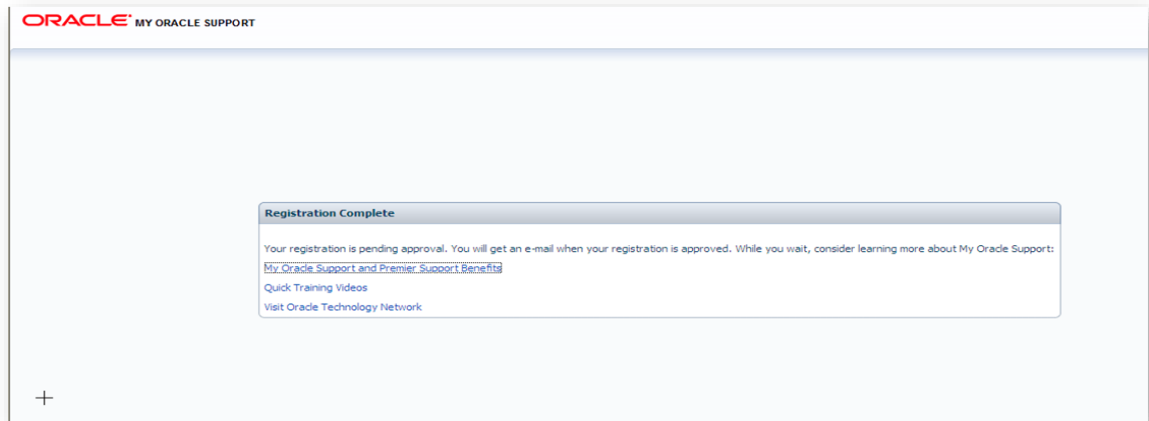 ORACLE MY ORACLE SUPPORT
Registration Complete
Your registration is pending approval. You will get an e-mail when your registration is approved. While you wait, consider learning more about My Oracle Support:
My Oracle Support and Premier Support Benefits
Quick Training Videos
Visit Oracle Technology Network